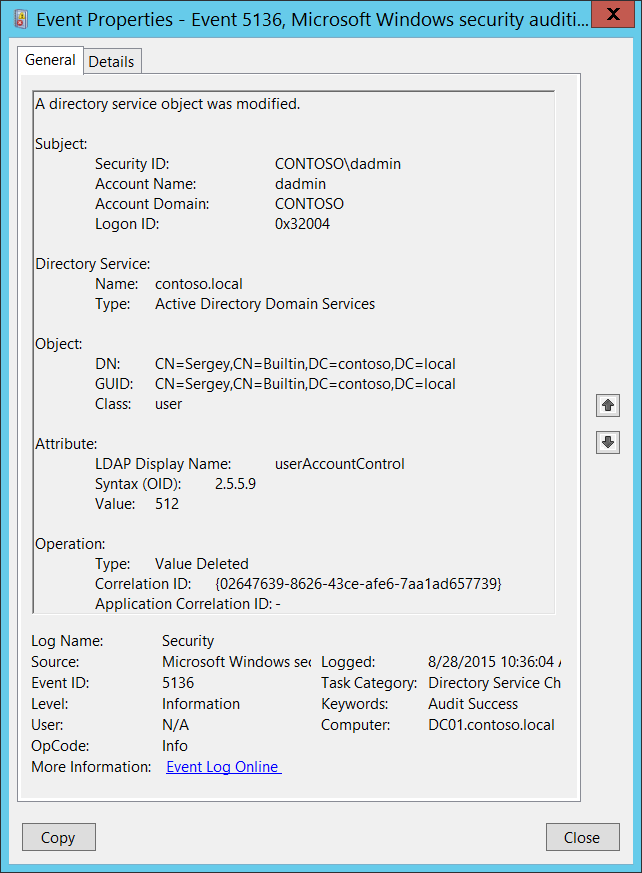 Event Properties - Event 5136, Microsoft Windows security auditi...
X
General Details
A directory service object was modified.
Subject:
Security ID: CONTOSO\dadmin
Account Name: dadmin
Account Domain: CONTOSO
Logon ID: 0x32004
Directory Service:
Name: contoso.local
Type: Active Directory Domain Services
Object:
DN: CN=Sergey,CN=Builtin,DC=contoso,DC=local
GUID: CN=Sergey,CN=Builtin,DC=contoso,DC=local
Class: user
Attribute:
LDAP Display Name: userAccountControl
Syntax (OID): 2.5.5.9
Value: 512
Operation:
Type: Value Deleted
Correlation ID: {02647639-8626-43ce-afe6-7aa1ad657739}
Application Correlation ID: -
Log Name: Security
Source: Microsoft Windows sec Logged: 8/28/2015 10:36:04
Event ID: 5136 Task Category: Directory Service Ch
Level: Information Keywords: Audit Success
User: N/A Computer: DC01.contoso.local
OpCode: Info
More Information: Event Log Online
Copy Close